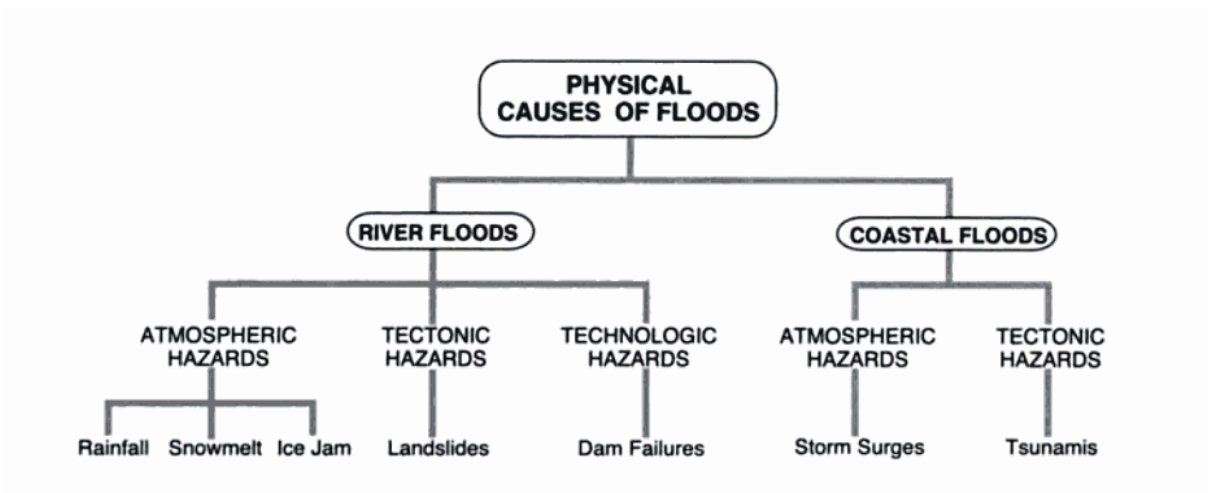 PHYSICAL
CAUSES OF FLOODS
RIVER FLOODS
COASTAL FLOODS
ATMOSPHERIC
HAZARDS
TECTONIC
HAZARDS
TECHNOLOGIC
HAZARDS
ATMOSPHERIC
HAZARDS
TECTONIC
HAZARDS
Rainfall
Snowmelt
Ice Jam
Landslides
Dam Failures
Storm Surges
Tsunamis